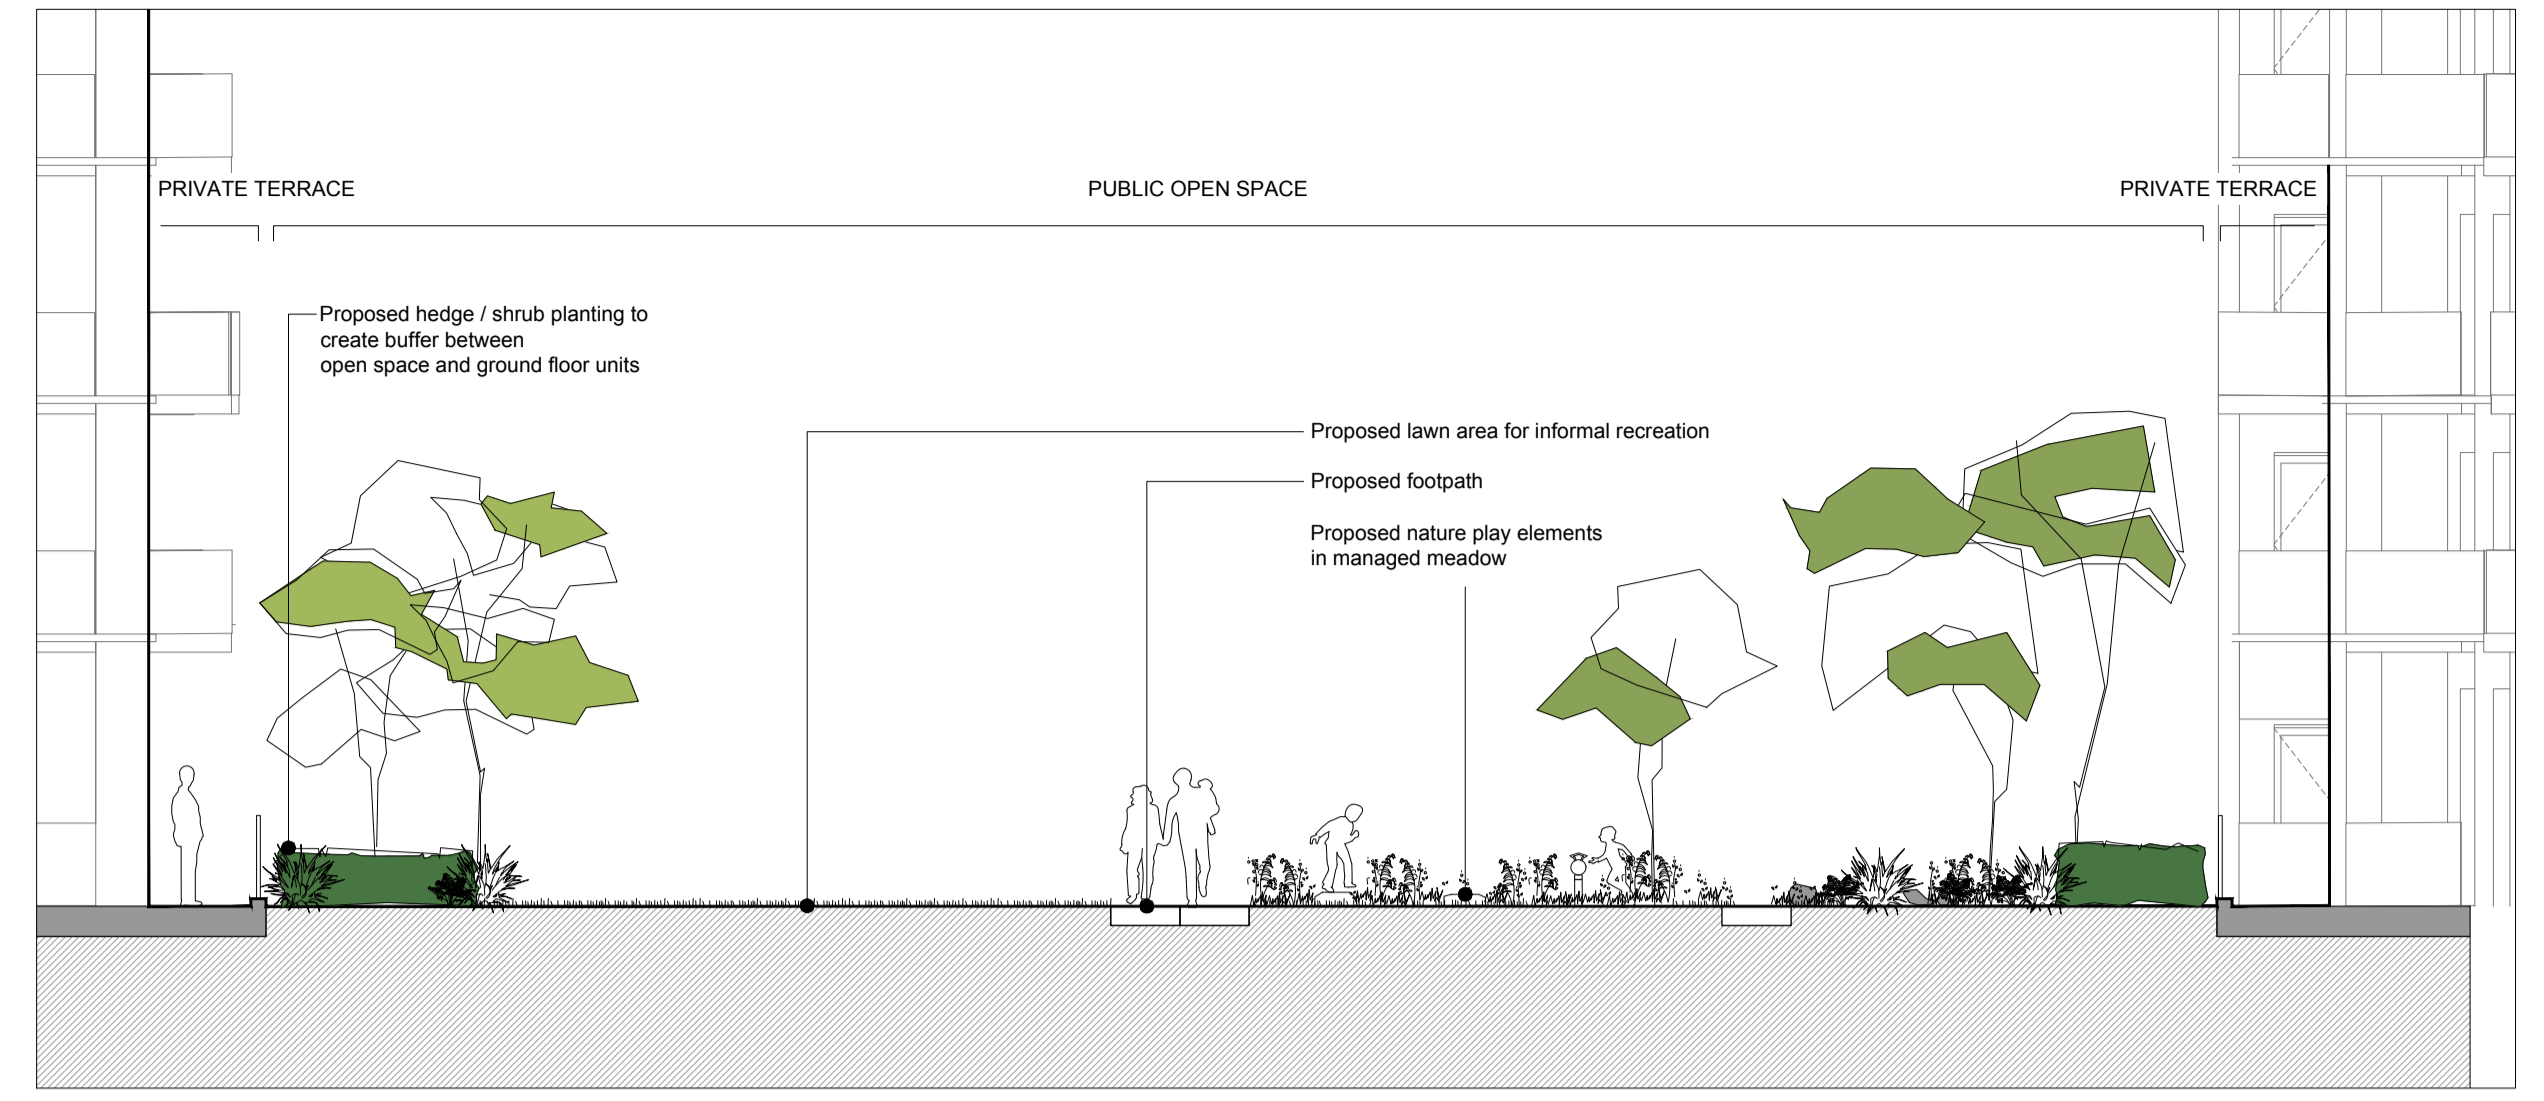 PRIVATE TERRACE
PUBLIC OPEN SPACE
PRIVATE TERRACE
Proposed hedge / shrub planting to
create buffer between
open space and ground floor units
Proposed lawn area for informal recreation
Proposed footpath
Proposed nature play elements
in managed meadow